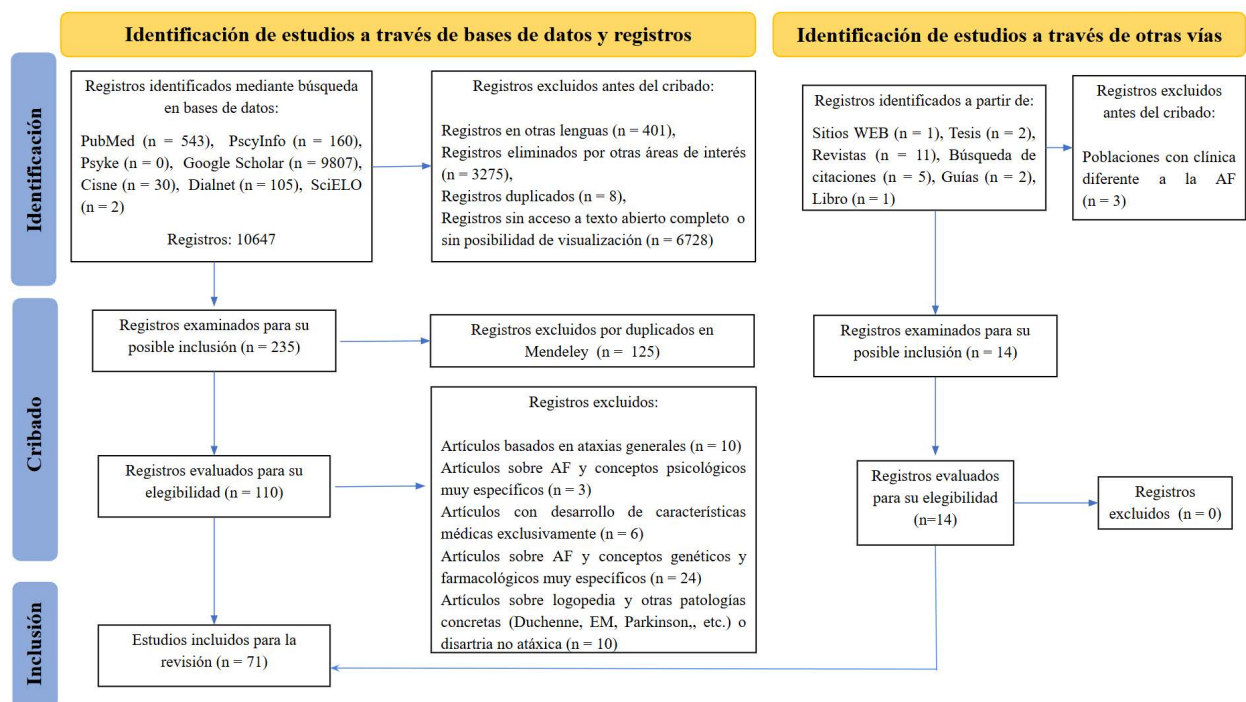 Identificación de estudios a través de bases de datos y registros
Identificación de estudios a través de otras vías
Identificación
Registros identificados mediante búsqueda
en bases de datos:
PubMed (n = 543), PscyInfo (n = 160),
Psyke (n = 0), Google Scholar (n = 9807),
Cisne (n = 30), Dialnet (n = 105), SciELO
(n = 2)
Registros: 10647
Registros excluidos antes del cribado:
Registros en otras lenguas (n = 401),
Registros eliminados por otras áreas de interés
(n = 3275),
Registros duplicados (n = 8),
Registros sin acceso a texto abierto completo o
sin posibilidad de visualización (n = 6728)
Registros identificados a partir de:
Sitios WEB (n = 1), Tesis (n = 2),
Revistas (n = 11), Búsqueda de
citaciones (n = 5), Guías (n = 2),
Libro (n = 1)
Registros excluidos
antes del cribado:
Poblaciones con clínica
diferente a la AF
(n = 3)
Cribado
Registros examinados para su
posible inclusión (n = 235)
Registros excluidos por duplicados en
Mendeley (n = 125)
Registros examinados para su
posible inclusión (n = 14)
Registros evaluados para su
elegibilidad (n = 110)
Registros excluidos:
Artículos basados en ataxias generales (n = 10)
Artículos sobre AF y conceptos psicológicos
muy específicos (n = 3)
Artículos con desarrollo de características
médicas exclusivamente (n = 6)
Artículos sobre AF y conceptos genéticos y
farmacológicos muy específicos (n = 24)
Artículos sobre logopedia y otras patologías
concretas (Duchenne, EM, Parkinson,, etc.) o
disartria no atáxica (n = 10)
Registros evaluados
para su elegibilidad
(n=14)
Registros
excluidos (n = 0)
Inclusión
Estudios incluidos para la
revisión (n = 71)